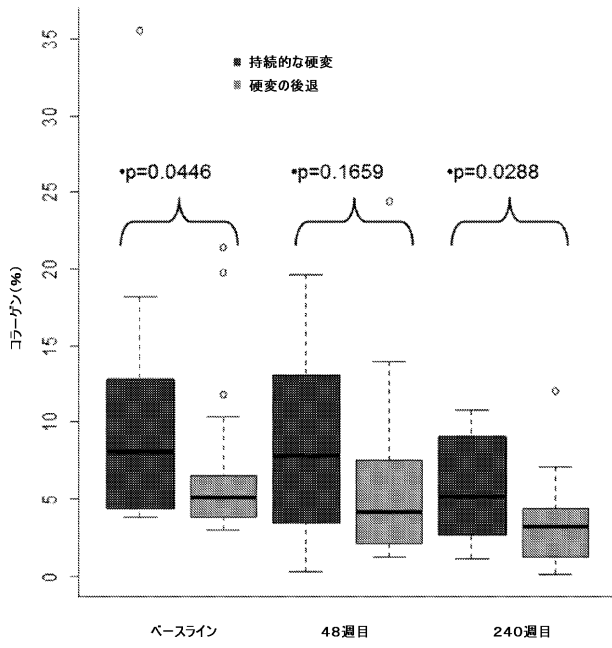 35
30
25
20
15
10
5
0
コラーゲン(%)
持続的な硬変
硬変の後退
•p=0.0446
•p=0.1659
•p=0.0288
ベースライン
48週目
240週目